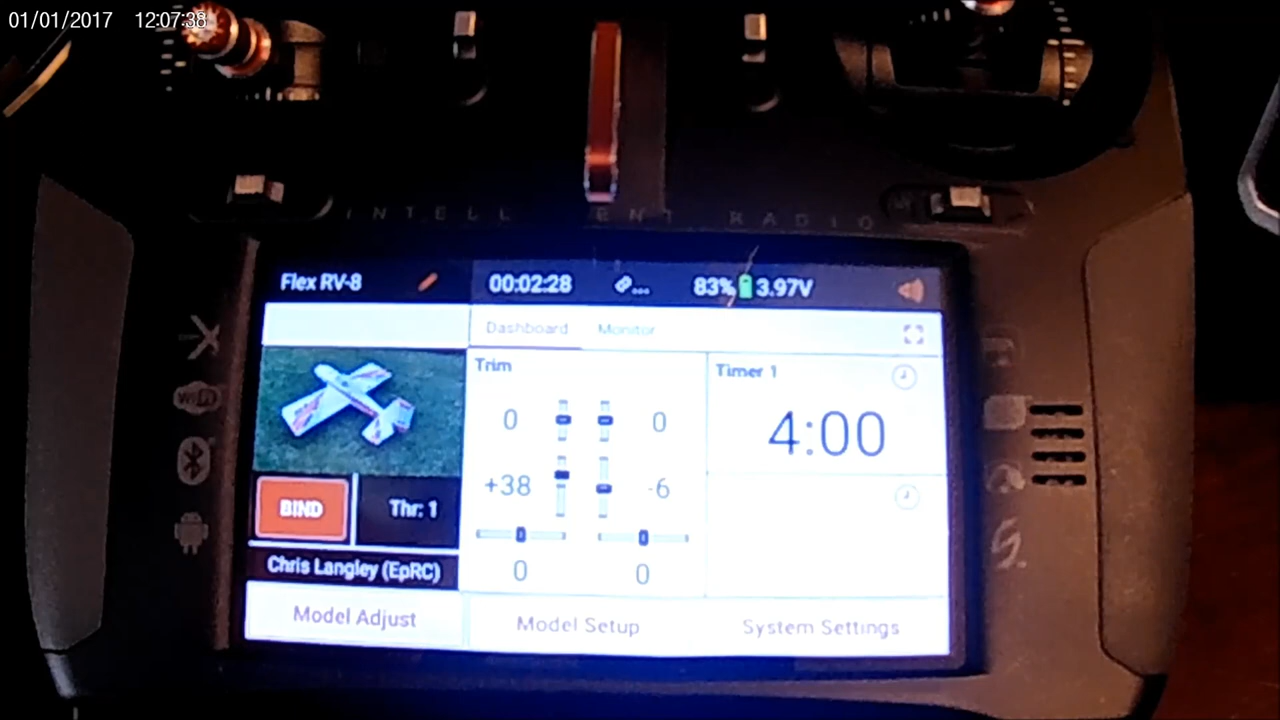 01/01/2017 12:07:38
INTELL ENT RADIO
Flex RV-8 00:02:28 ... 83% 3.97V
Dashboard Monitor
Trim Timer 1
0 0 4:00
+38 -6
BIND Thr: 1
Chris Langley (EpRC) 0 0
Model Adjust Model Setup System Settings